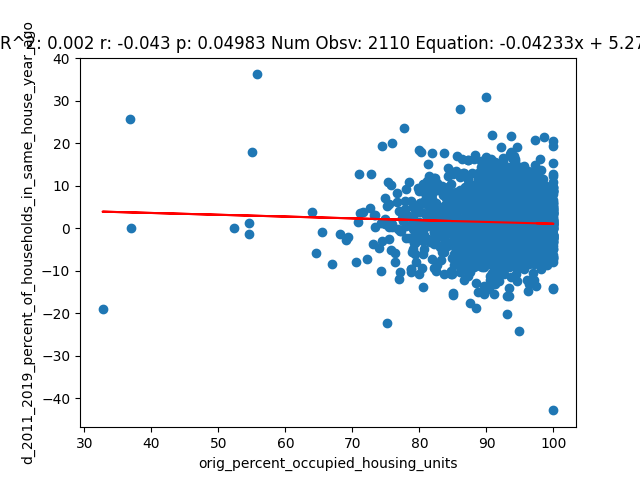 R^2: 0.002 r: -0.043 p: 0.04983 Num Obsv: 2110 Equation: -0.04233x + 5.27
d_2011_2019_percent_of_households_in_same_house_year_ago
40
30
20
10
0
−10
−20
−30
−40
30 40 50 60 70 80 90 100
orig_percent_occupied_housing_units